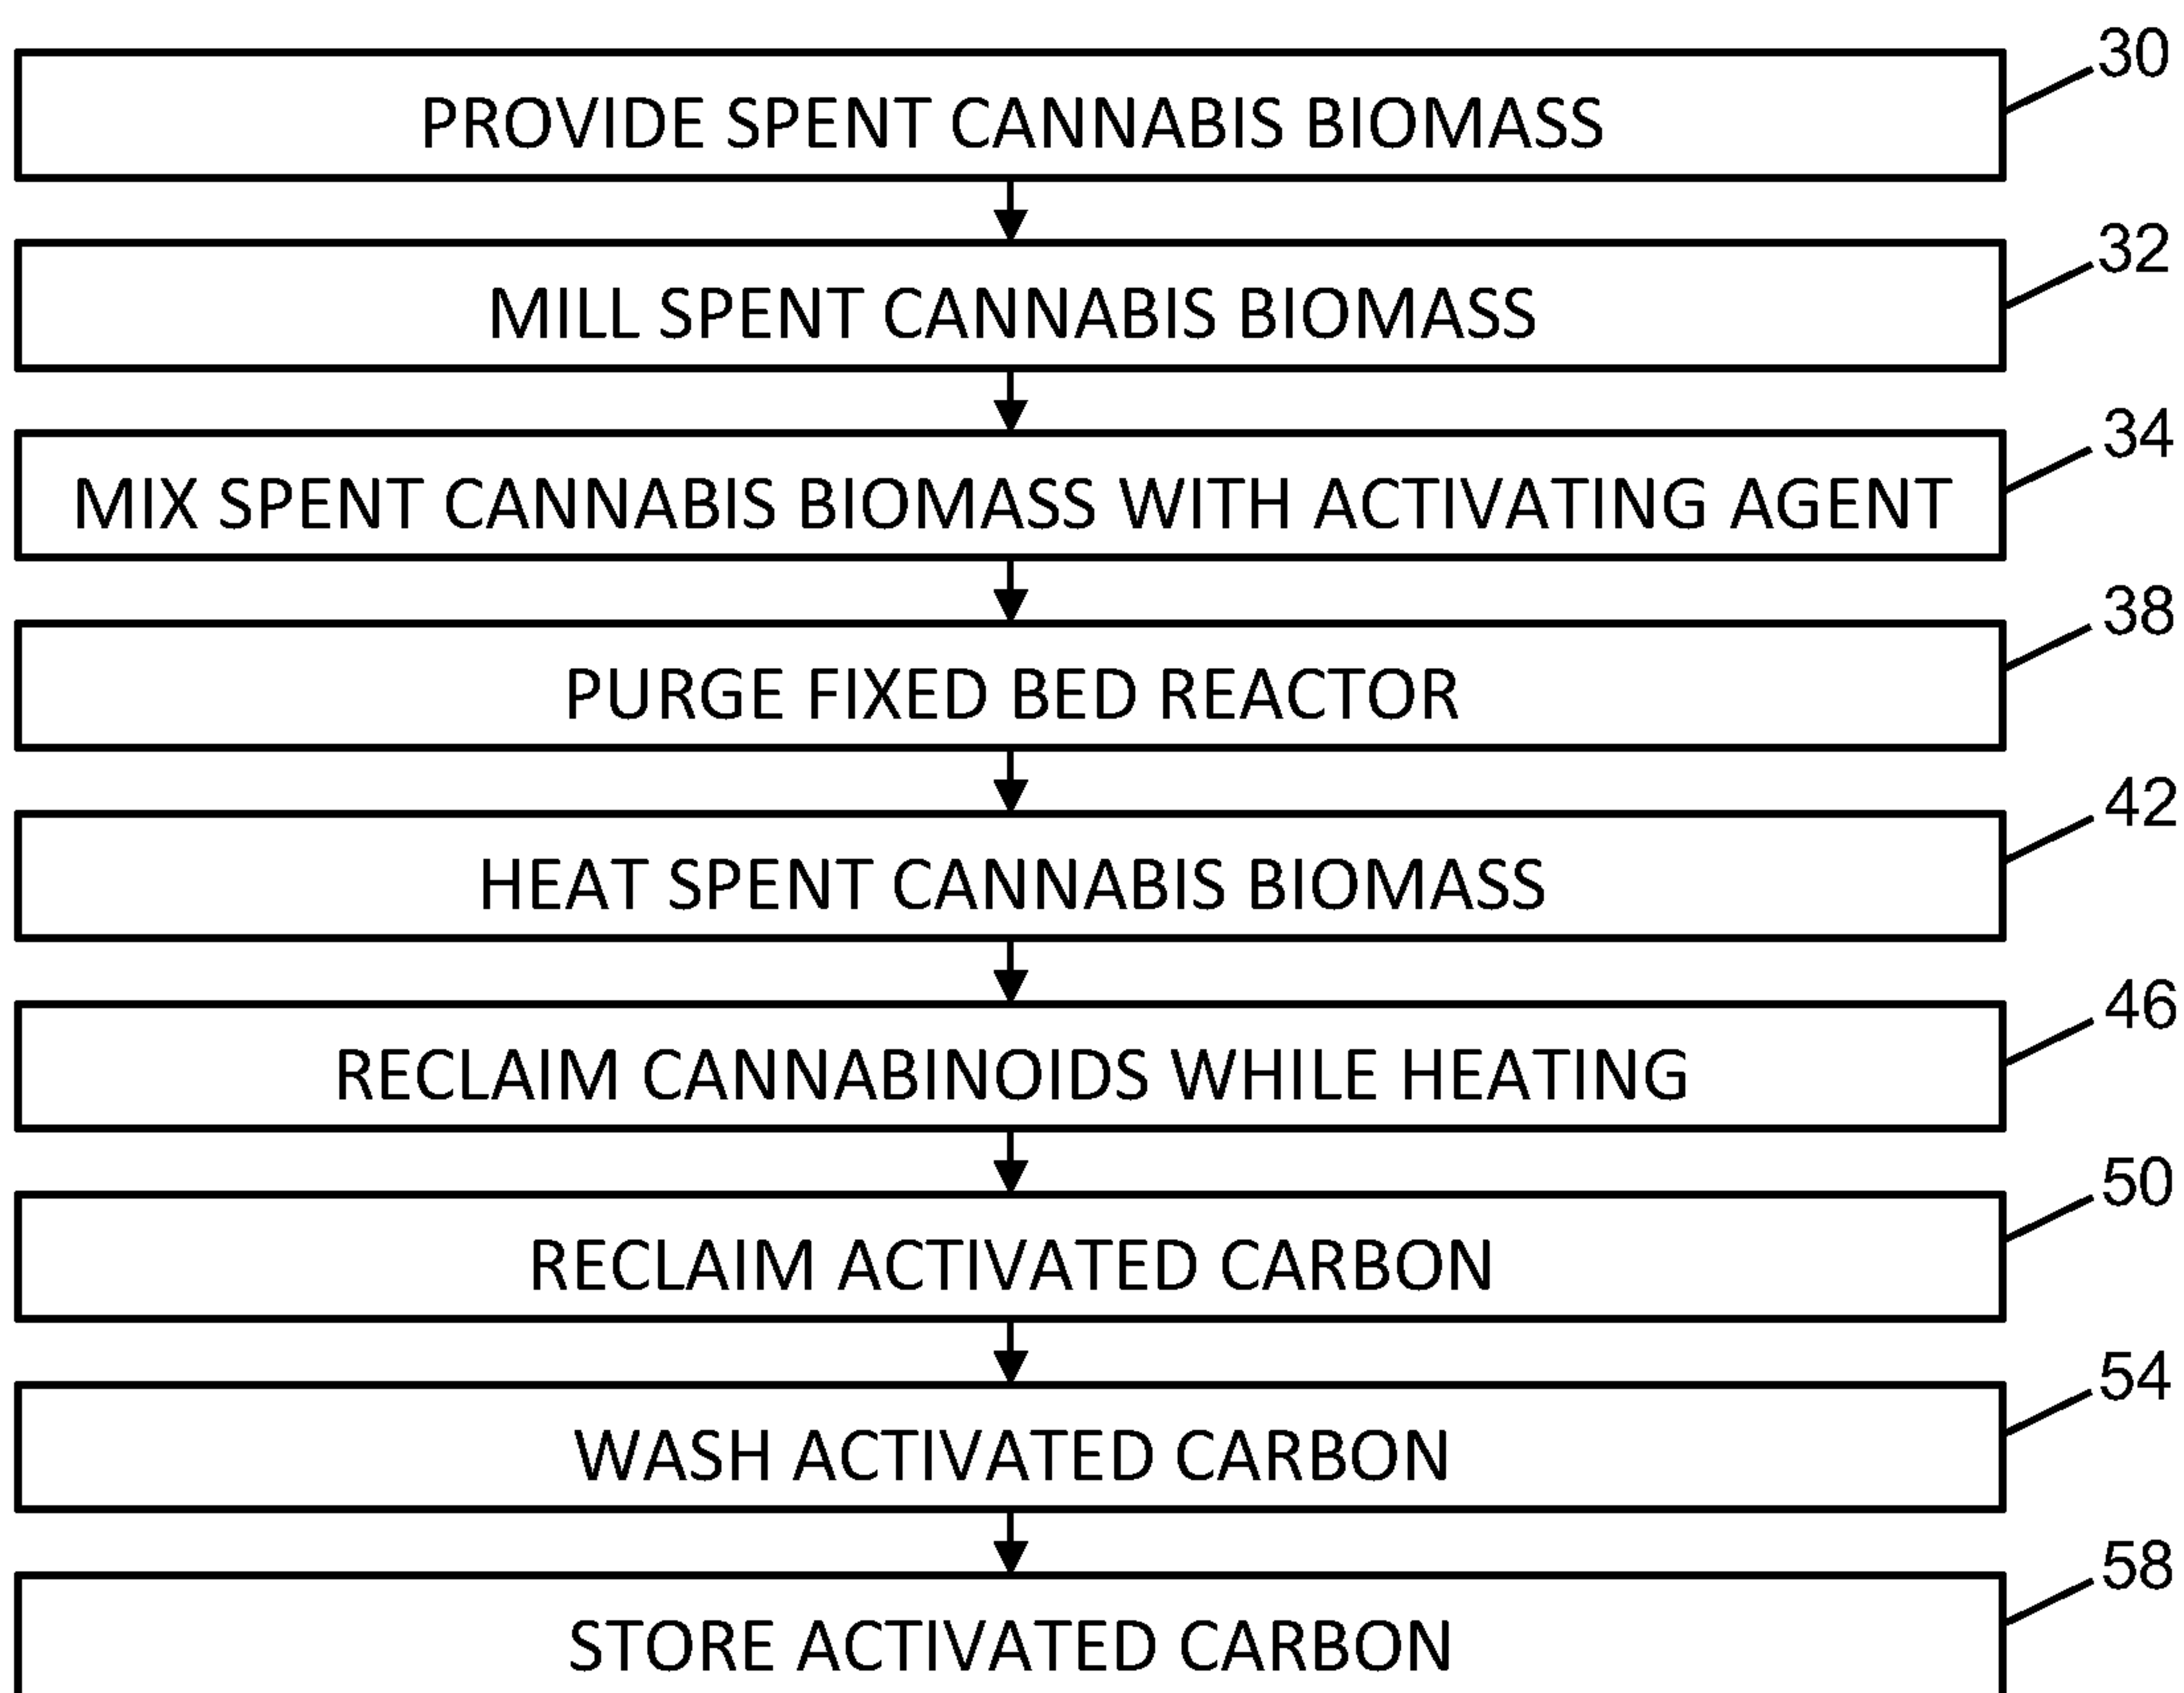 30
PROVIDE SPENT CANNABIS BIOMASS
32
MILL SPENT CANNABIS BIOMASS
34
MIX SPENT CANNABIS BIOMASS WITH ACTIVATING AGENT
38
PURGE FIXED BED REACTOR
42
HEAT SPENT CANNABIS BIOMASS
46
RECLAIM CANNABINOIDS WHILE HEATING
50
RECLAIM ACTIVATED CARBON
54
WASH ACTIVATED CARBON
58
STORE ACTIVATED CARBON